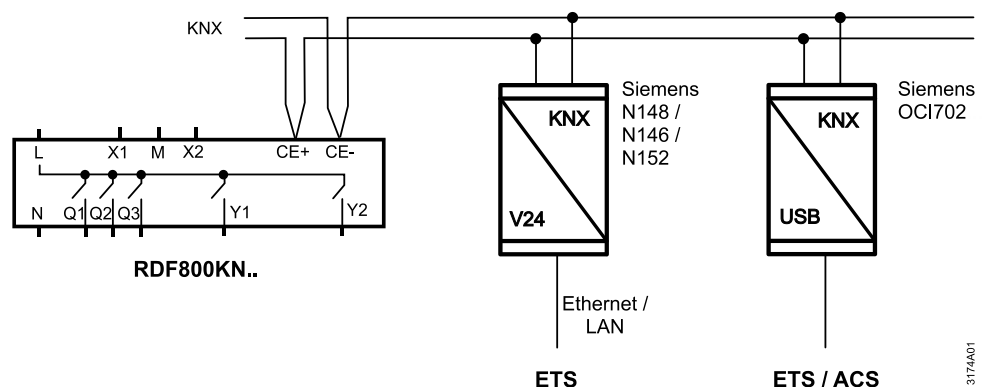 KNX
L X1 M X2 CE+ CE-
N Q1 Q2 Q3 Y1 Y2
RDF800KN..
KNX
V24
Siemens
N148 /
N146 /
N152
Ethernet /
LAN
ETS
KNX
USB
Siemens
OCI702
ETS / ACS
3174A01